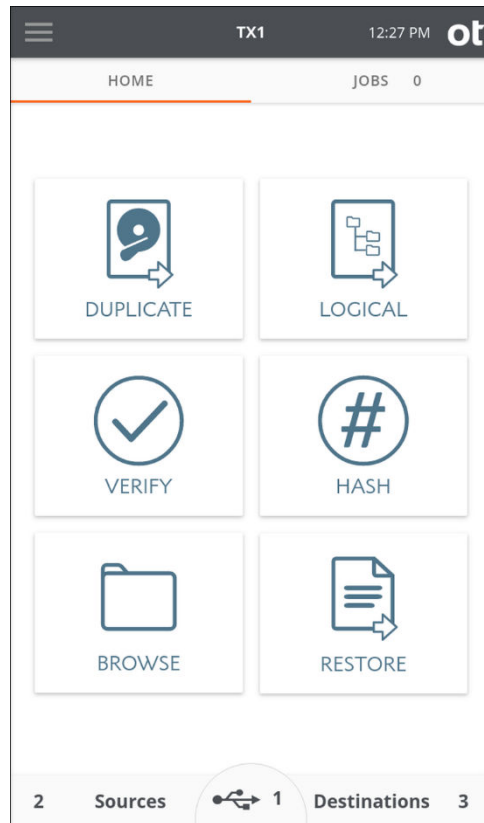 TX1 12:27 PM ot
HOME JOBS 0
DUPLICATE LOGICAL
VERIFY # HASH
BROWSE RESTORE
2 Sources 1 Destinations 3